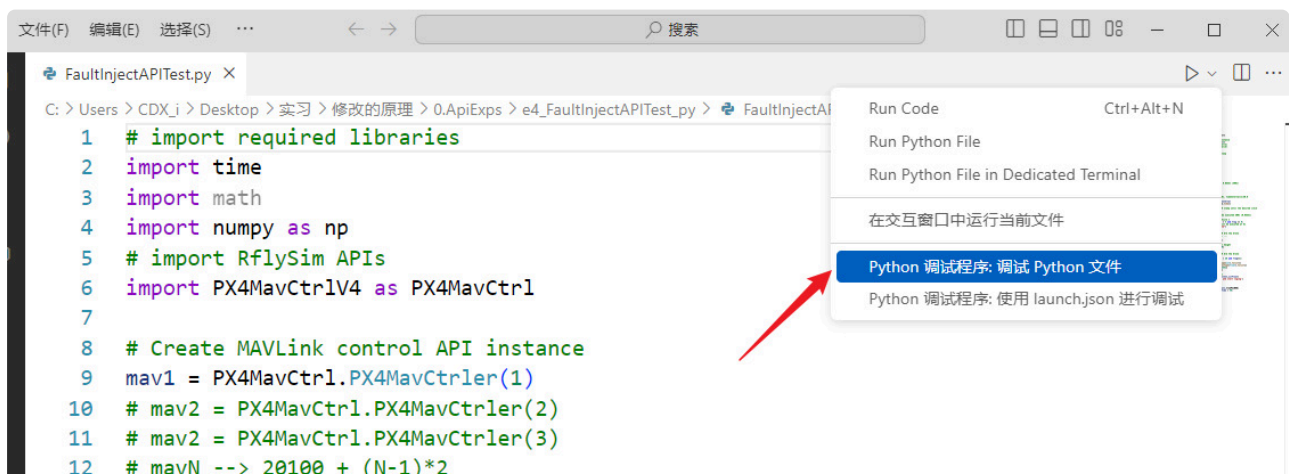 文件(F) 编辑(E) 选择(S) ··· 搜索
FaultInjectAPITest.py
C: > Users > CDX_i > Desktop > 实习 > 修改的原理 > 0.ApiExps > e4_FaultInjectAPITest_py > FaultInjectAP
Run Code Ctrl+Alt+N
Run Python File
Run Python File in Dedicated Terminal
在交互窗口中运行当前文件
Python 调试程序: 调试 Python 文件
Python 调试程序: 使用 launch.json 进行调试
1 # import required libraries
2 import time
3 import math
4 import numpy as np
5 # import RflySim APIs
6 import PX4MavCtrlV4 as PX4MavCtrl
7
8 # Create MAVLink control API instance
9 mav1 = PX4MavCtrl.PX4MavCtrler(1)
10 # mav2 = PX4MavCtrl.PX4MavCtrler(2)
11 # mav2 = PX4MavCtrl.PX4MavCtrler(3)
12 # mavN --> 20100 + (N-1)*2